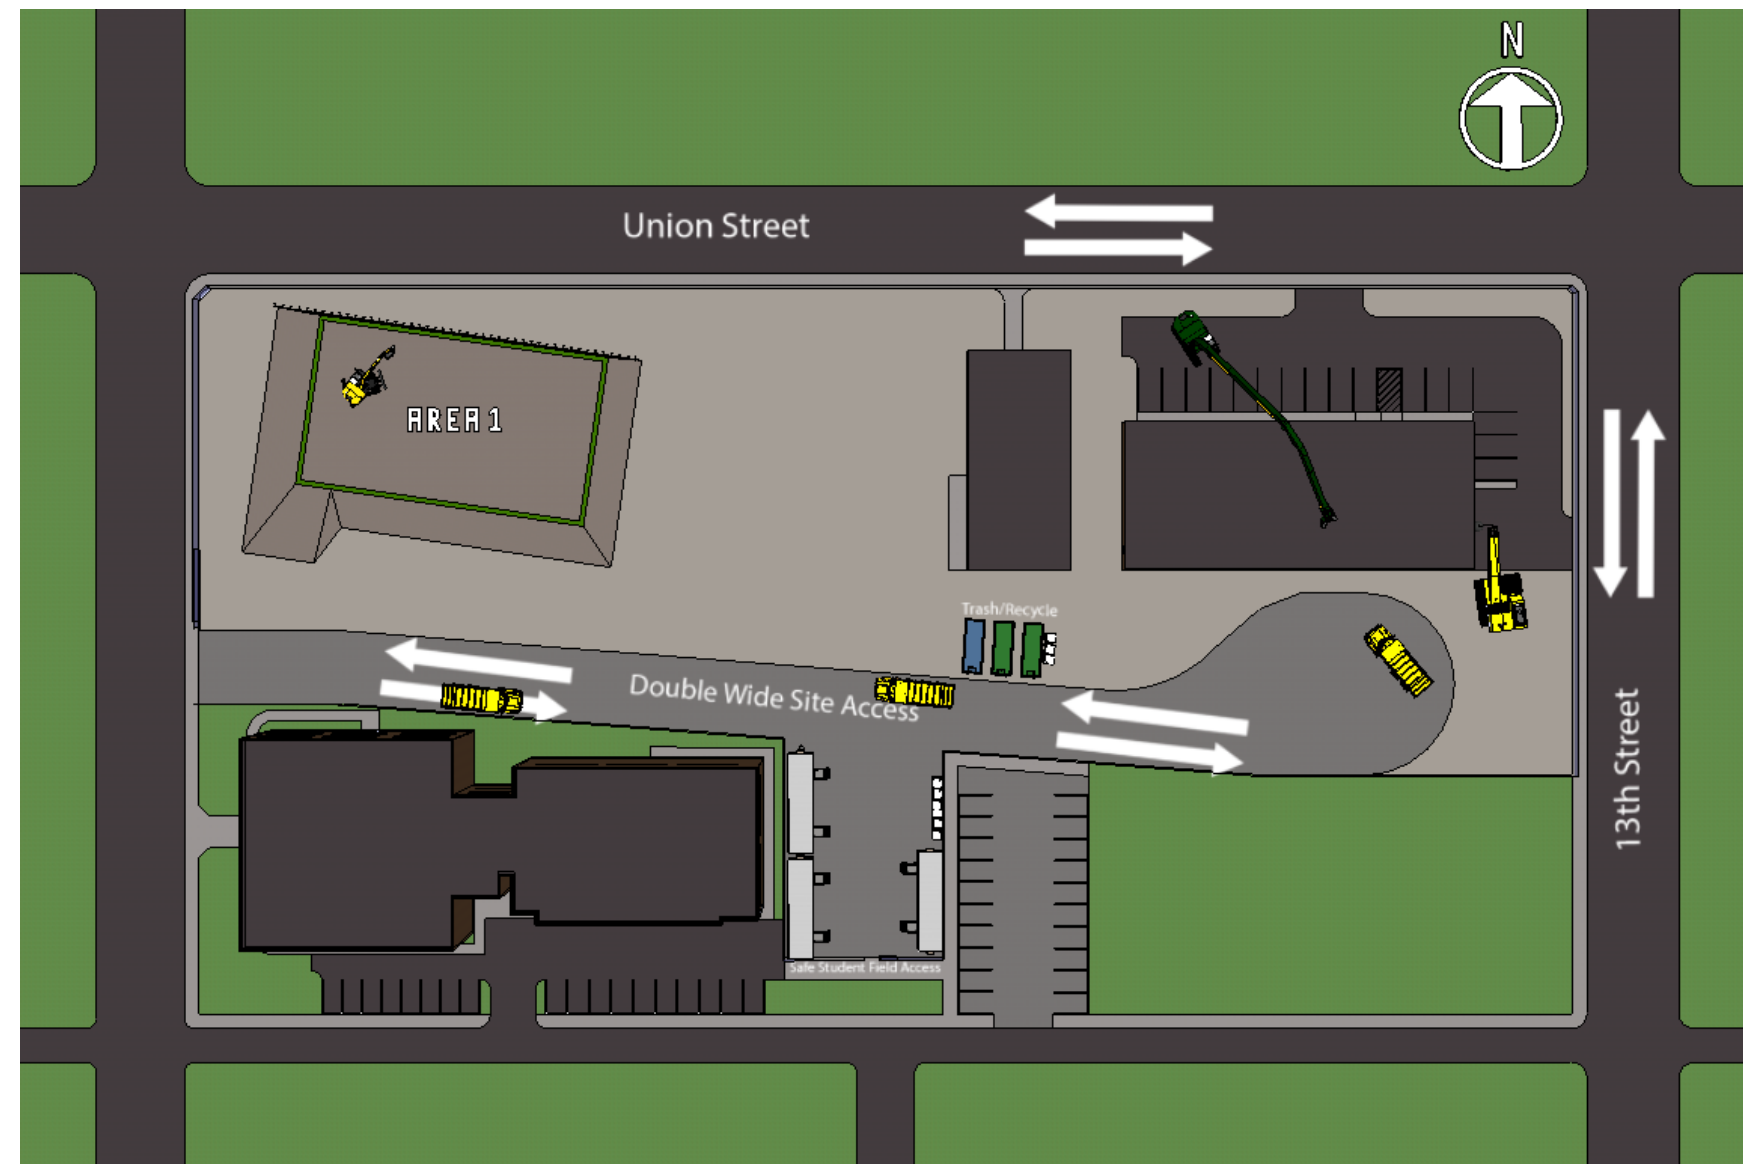 N
Union Street
AREA 1
Trash/Recycle
Double Wide Site Access
13th Street
Safe Student Field Access